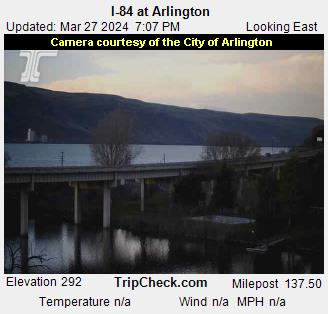 I-84 at Arlington
Updated: Mar 27 2024 7:07 PM Looking East
Camera courtesy of the City of Arlington
Elevation 292 TripCheck.com Milepost 137.50
Temperature n/a Wind n/a MPH n/a